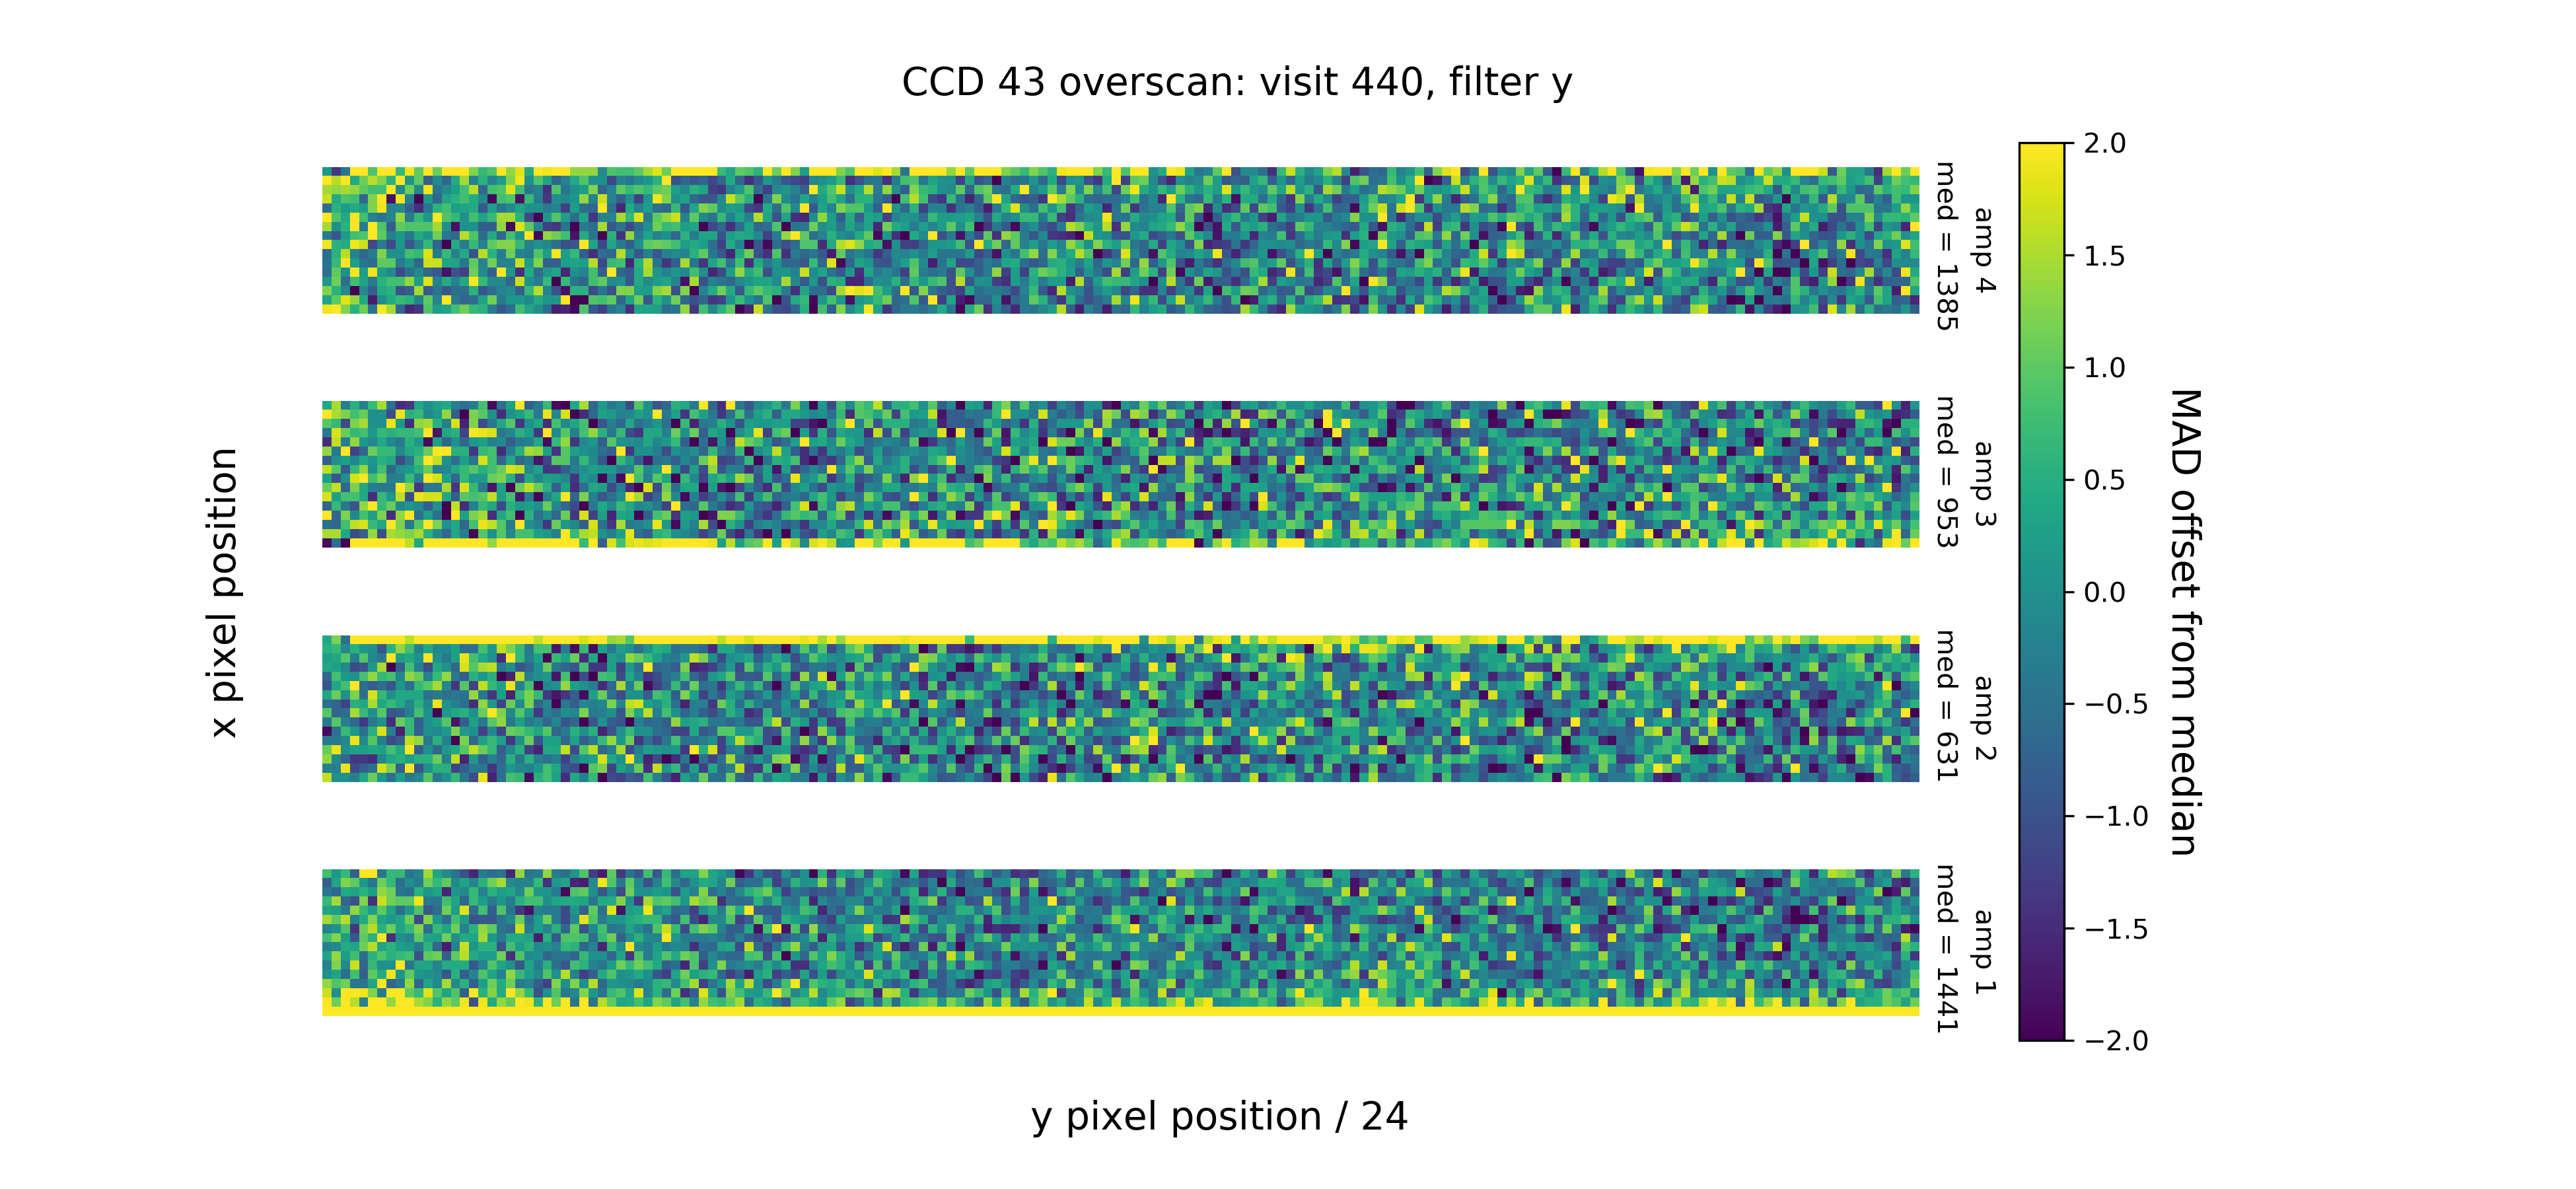 CCD 43 overscan: visit 440, filter y
x pixel position
amp 4
med = 1385
amp 3
med = 953
amp 2
med = 631
amp 1
med = 1441
y pixel position / 24
2.0
1.5
1.0
0.5
0.0
−0.5
−1.0
−1.5
−2.0
MAD offset from median